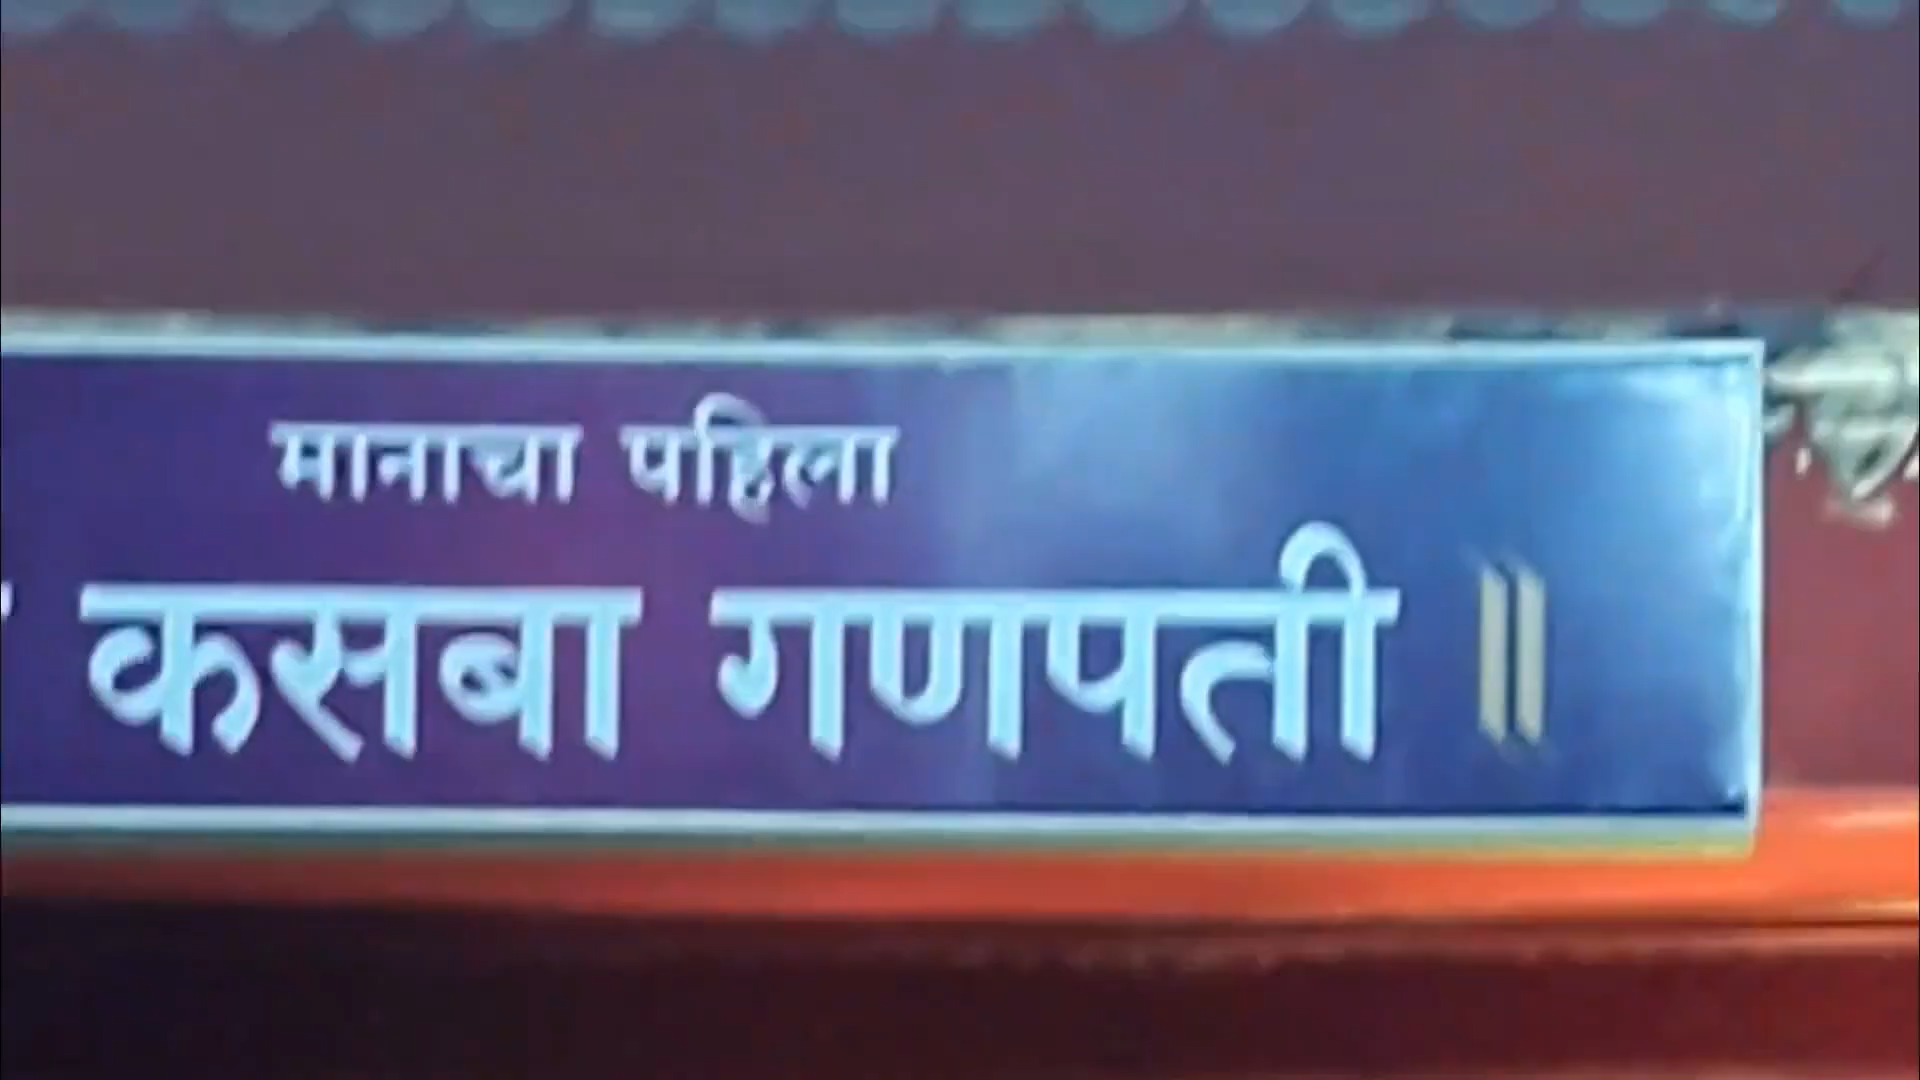 मानाचा पहिला
कसबा गणपती ॥